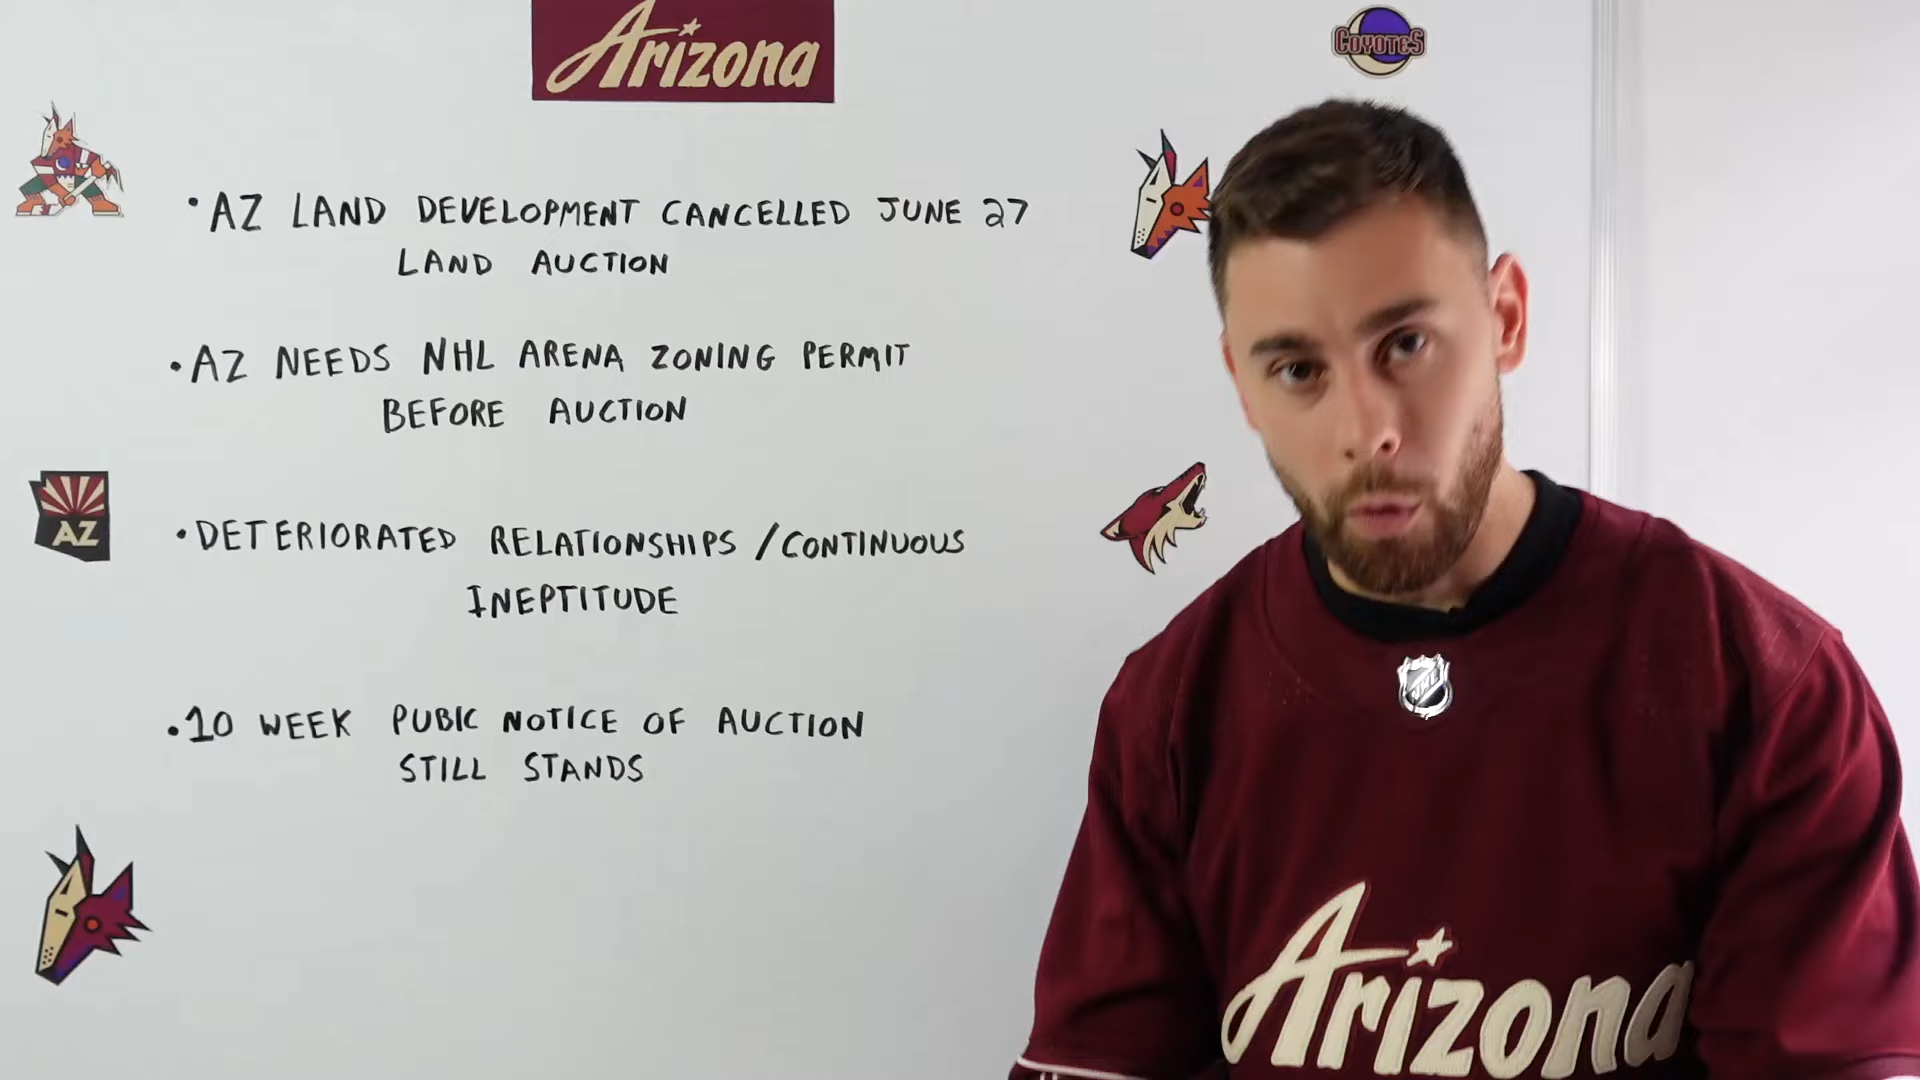 Arizona
COYOTES
•AZ LAND DEVELOPMENT CANCELLED JUNE 27
LAND AUCTION
•AZ NEEDS NHL ARENA ZONING PERMIT
BEFORE AUCTION
AZ
•DETERIORATED RELATIONSHIPS /CONTINUOUS
INEPTITUDE
NHL
•10 WEEK PUBIC NOTICE OF AUCTION
STILL STANDS
Arizona